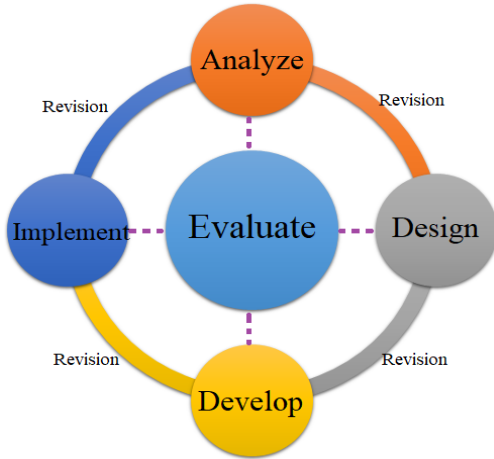 Analyze
Revision
Revision
Implement
Evaluate
Design
Revision
Revision
Develop